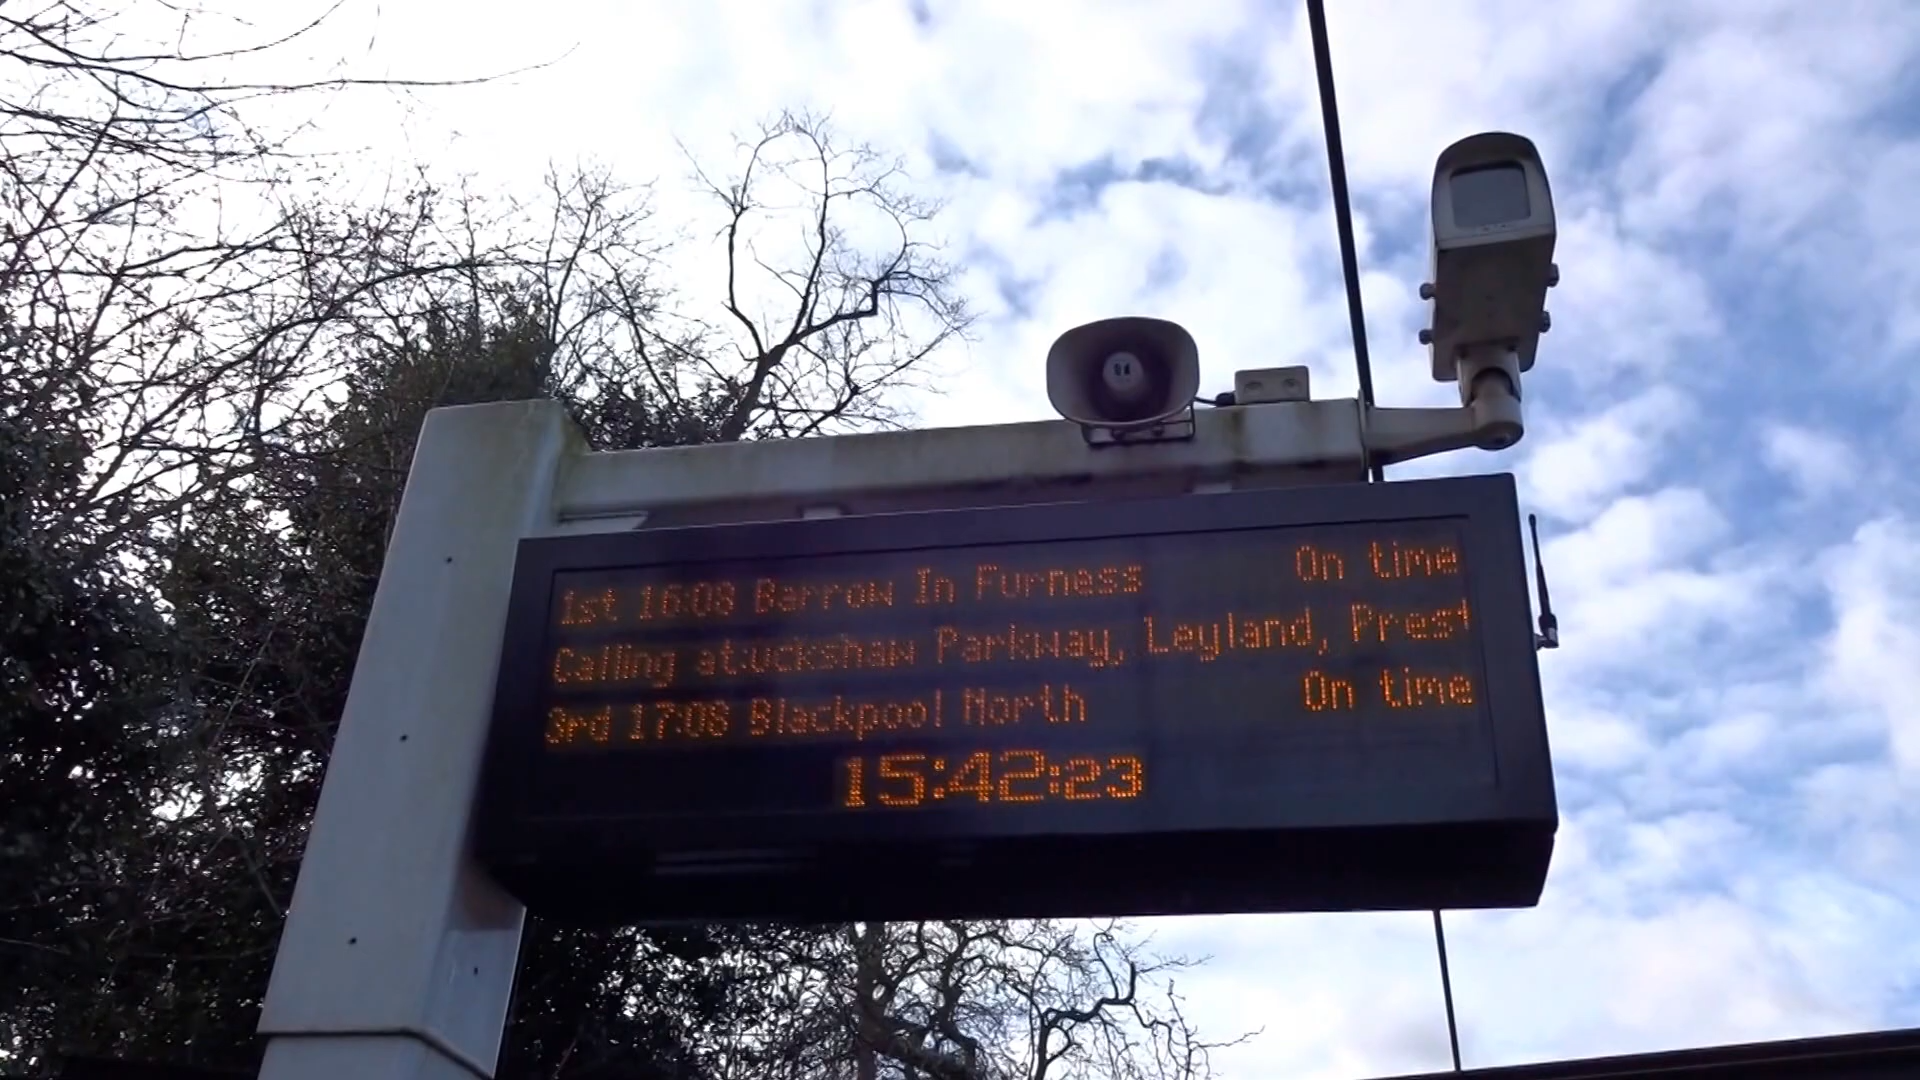 1st 16:08 Barrow In Furness On time
Calling at:uckshaw Parkway, Leyland, Prest
3rd 17:08 Blackpool North On time
15:42:23